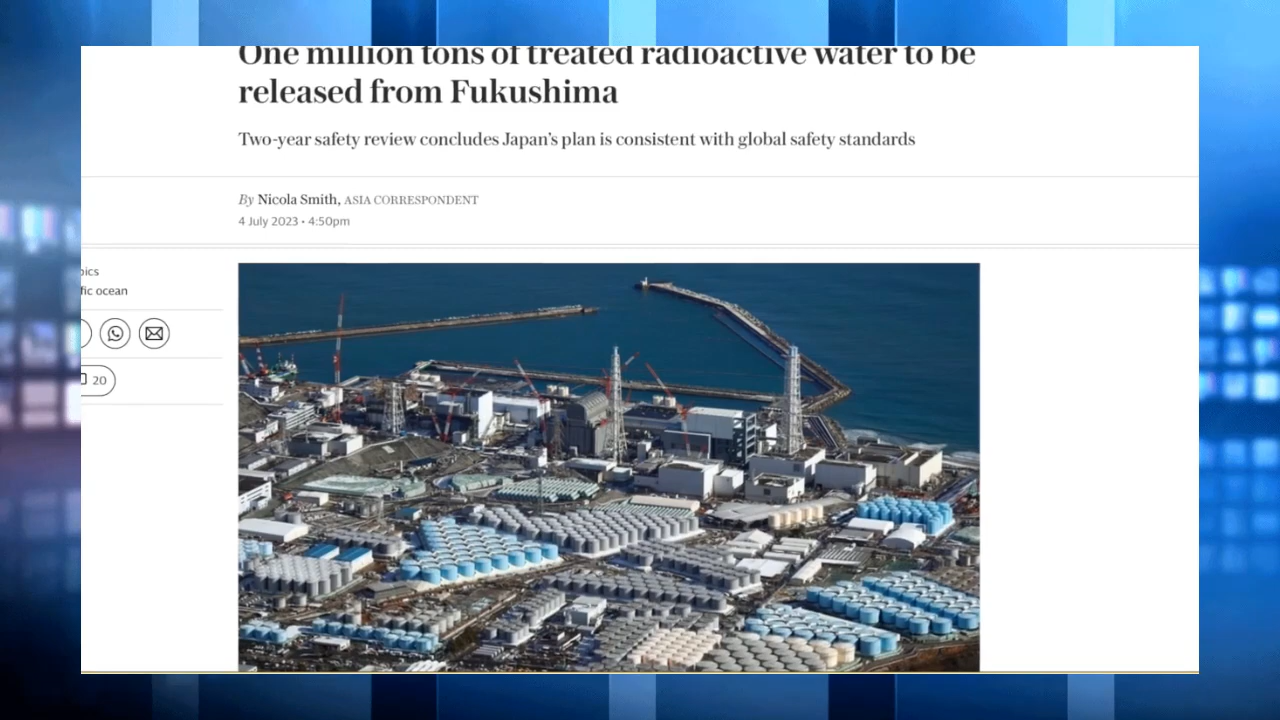 One million tons of treated radioactive water to be
released from Fukushima
Two-year safety review concludes Japan's plan is consistent with global safety standards
By Nicola Smith, ASIA CORRESPONDENT
4 July 2023 • 4:50pm
ocean
20